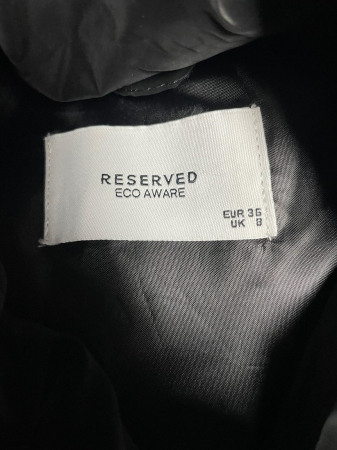 RESERVED
ECO AWARE
EUR 36
UK 8